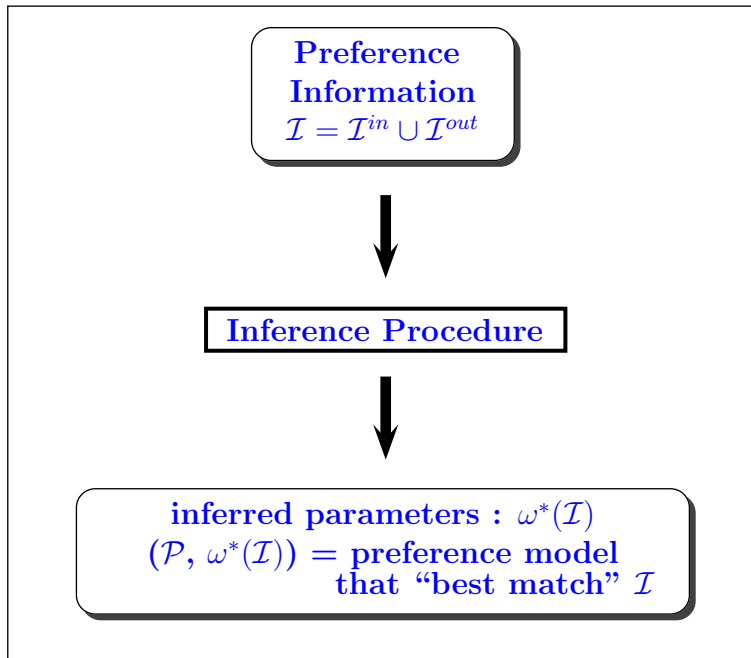 Preference
Information
𝓘 = 𝓘^{in} ∪ 𝓘^{out}
Inference Procedure
inferred parameters : ω*(𝓘)
(𝓟, ω*(𝓘)) = preference model
that “best match” 𝓘